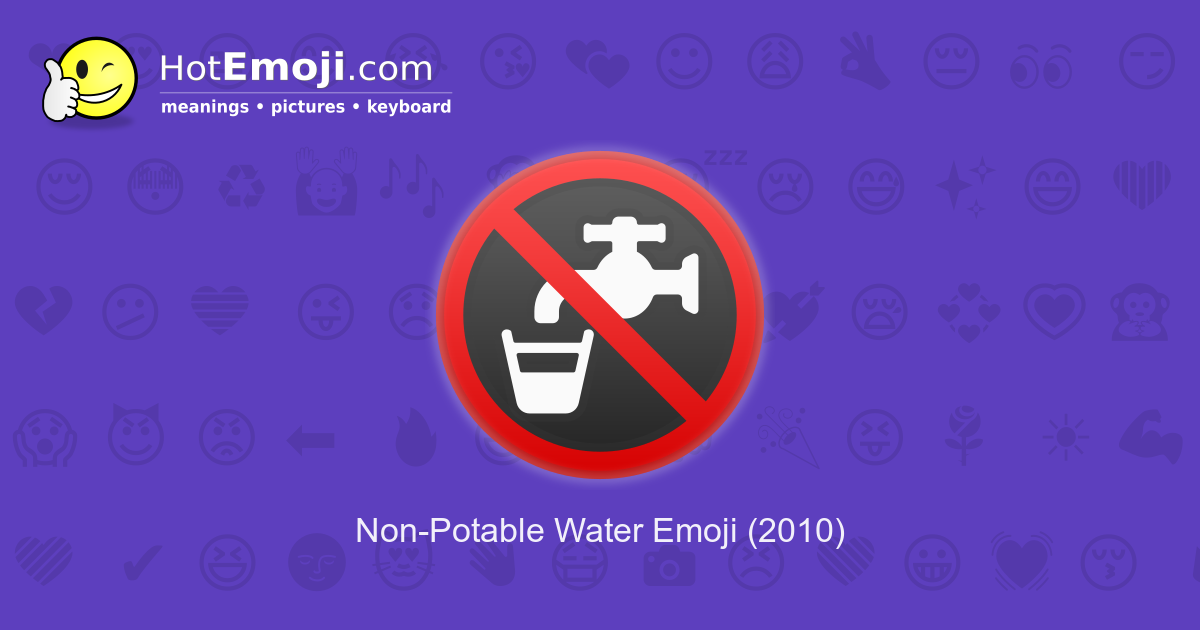 HotEmoji.com
meanings • pictures • keyboard
zzz
Non-Potable Water Emoji (2010)